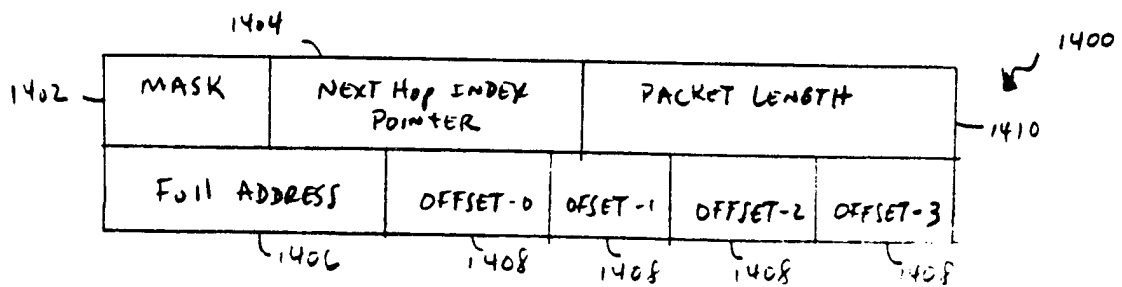 1404
1400
1402
MASK
NEXT Hop INDEX
POINTER
PACKET LENGTH
1410
Full ADDRESS
OFFSET-0
OFSET-1
OFFSET-2
OFFSET-3
1406
1408
1408
1408
1408